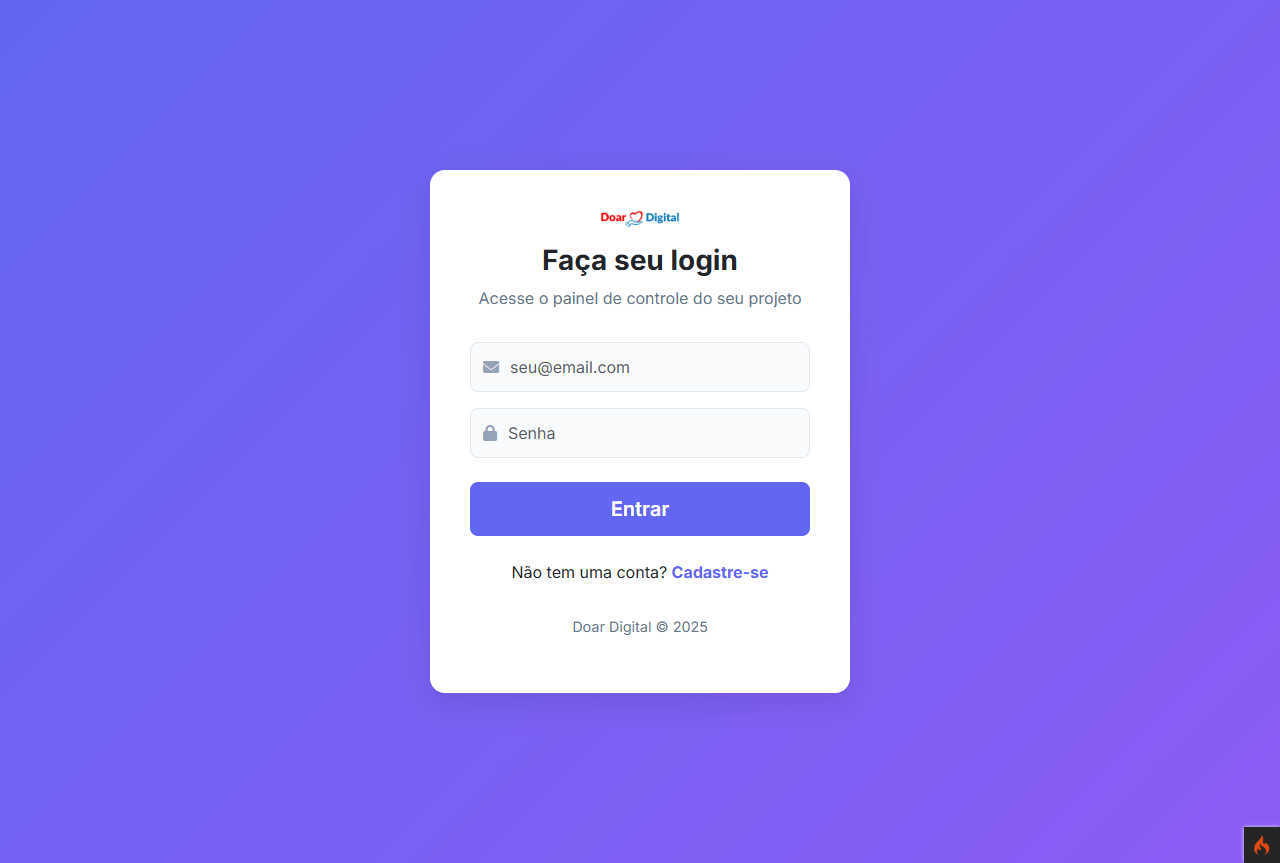 Doar Digital
Faça seu login
Acesse o painel de controle do seu projeto
seu@email.com
Senha
Entrar
Não tem uma conta? Cadastre-se
Doar Digital © 2025